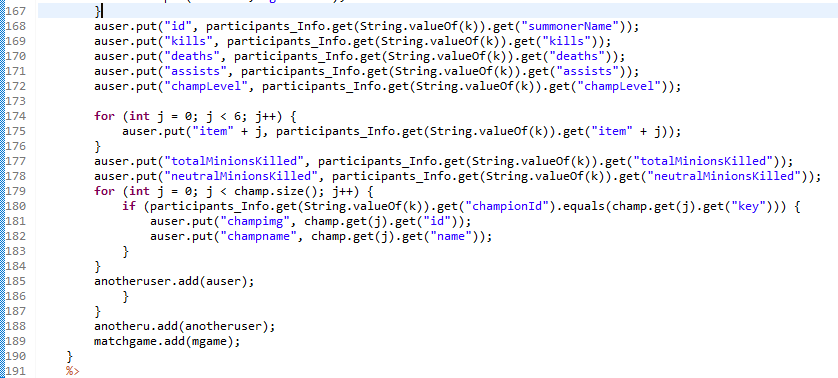 167 }
168 auser.put("id", participants_Info.get(String.valueOf(k)).get("summonerName"));
169 auser.put("kills", participants_Info.get(String.valueOf(k)).get("kills"));
170 auser.put("deaths", participants_Info.get(String.valueOf(k)).get("deaths"));
171 auser.put("assists", participants_Info.get(String.valueOf(k)).get("assists"));
172 auser.put("champLevel", participants_Info.get(String.valueOf(k)).get("champLevel"));
173
174 for (int j = 0; j < 6; j++) {
175 auser.put("item" + j, participants_Info.get(String.valueOf(k)).get("item" + j));
176 }
177 auser.put("totalMinionsKilled", participants_Info.get(String.valueOf(k)).get("totalMinionsKilled"));
178 auser.put("neutralMinionsKilled", participants_Info.get(String.valueOf(k)).get("neutralMinionsKilled"));
179 for (int j = 0; j < champ.size(); j++) {
180 if (participants_Info.get(String.valueOf(k)).get("championId").equals(champ.get(j).get("key"))) {
181 auser.put("champimg", champ.get(j).get("id"));
182 auser.put("champname", champ.get(j).get("name"));
183 }
184 }
185 anotheruser.add(auser);
186 }
187 }
188 anotheru.add(anotheruser);
189 matchgame.add(mgame);
190 }
191 %>